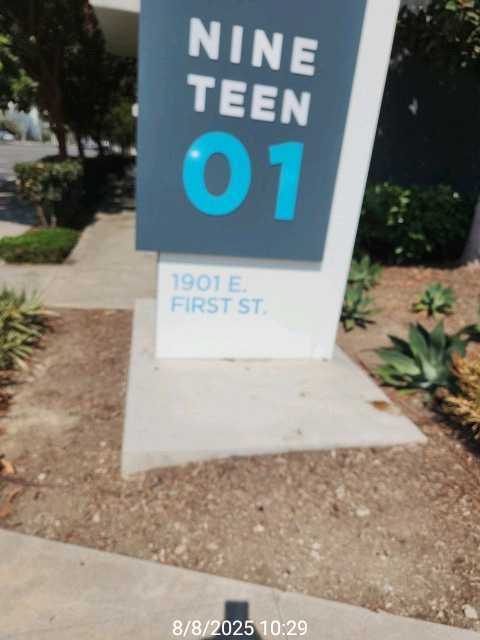 NINE
TEEN
01
1901 E.
FIRST ST.
8/8/2025 10:29